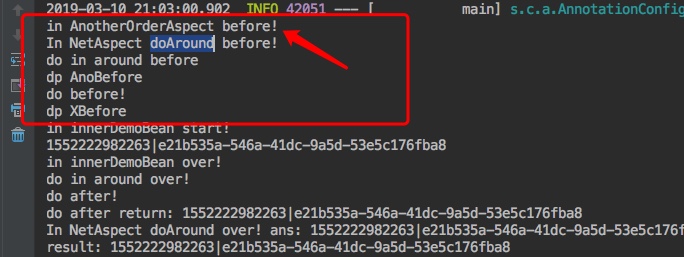 2019-03-10 21:03:00.902  INFO 42051 --- [           main] s.c.a.AnnotationConfig
in AnotherOrderAspect before!
In NetAspect doAround before!
do in around before
dp AnoBefore
do before!
dp XBefore
in innerDemoBean start!
1552222982263|e21b535a-546a-41dc-9a5d-53e5c176fba8
in innerDemoBean over!
do in around over!
do after!
do after return: 1552222982263|e21b535a-546a-41dc-9a5d-53e5c176fba8
In NetAspect doAround over! ans: 1552222982263|e21b535a-546a-41dc-9a5d-53e5c176fba8
result: 1552222982263|e21b535a-546a-41dc-9a5d-53e5c176fba8